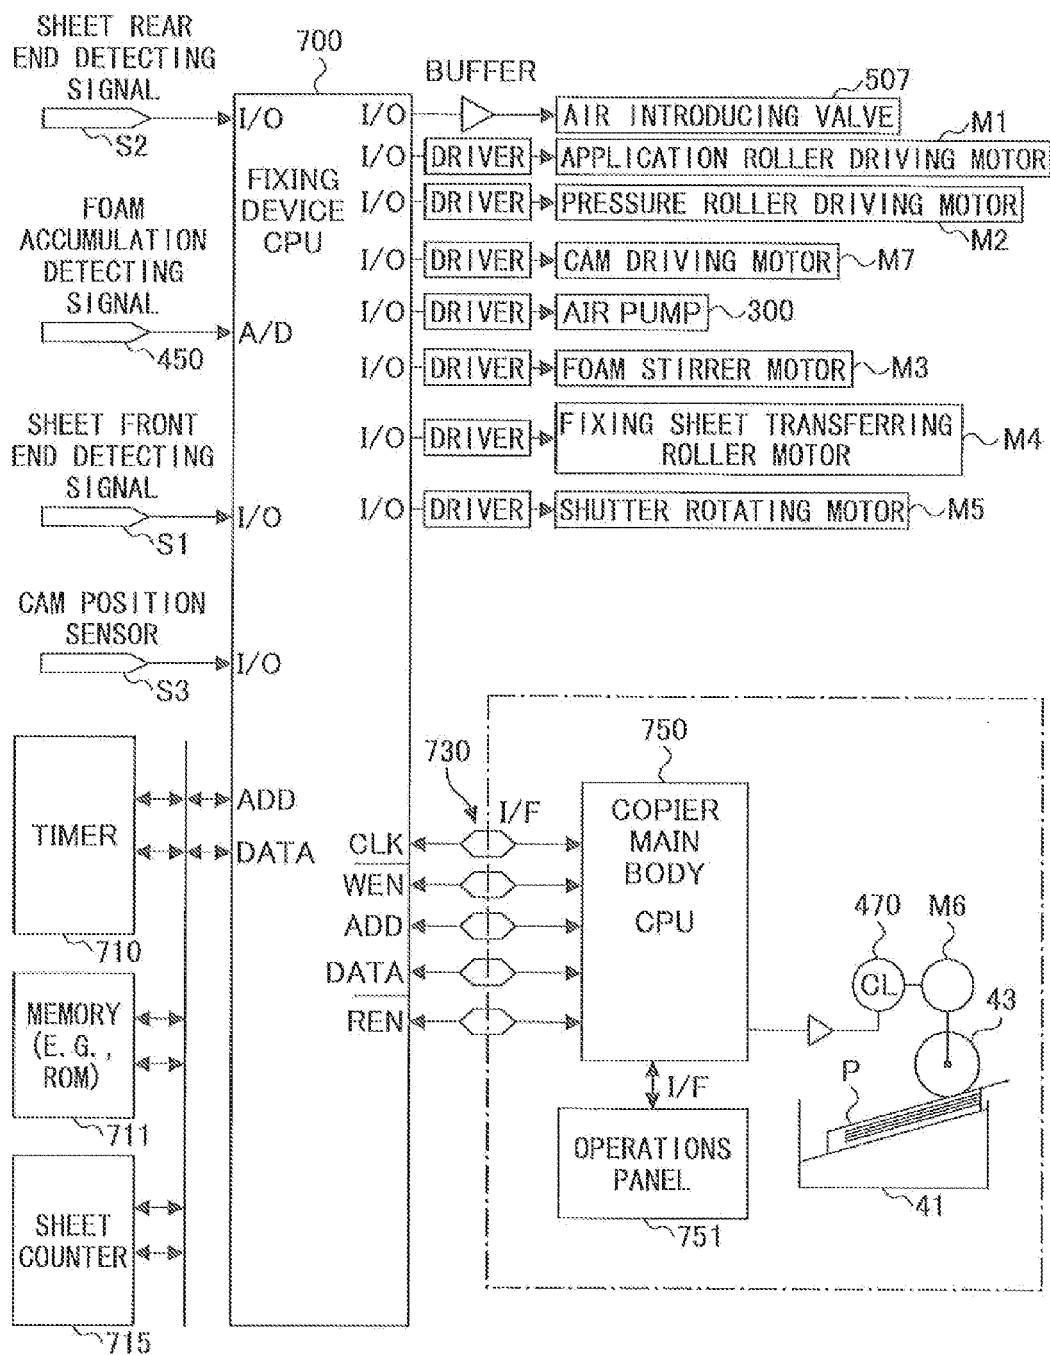 SHEET REAR
END DETECTING
SIGNAL
S2
I/O
FOAM
ACCUMULATION
DETECTING
SIGNAL
450
A/D
SHEET FRONT
END DETECTING
SIGNAL
S1
I/O
CAM POSITION
SENSOR
S3
I/O
700
FIXING
DEVICE
CPU
BUFFER
I/O
AIR INTRODUCING VALVE
507
I/O
DRIVER
APPLICATION ROLLER DRIVING MOTOR
M1
I/O
DRIVER
PRESSURE ROLLER DRIVING MOTOR
M2
I/O
DRIVER
CAM DRIVING MOTOR
M7
I/O
DRIVER
AIR PUMP
300
I/O
DRIVER
FOAM STIRRER MOTOR
M3
I/O
DRIVER
FIXING SHEET TRANSFERRING
ROLLER MOTOR
M4
I/O
DRIVER
SHUTTER ROTATING MOTOR
M5
TIMER
710
ADD
DATA
MEMORY
(E.G.,
ROM)
711
SHEET
COUNTER
715
CLK
WEN
ADD
DATA
REN
730
I/F
750
COPIER
MAIN
BODY
CPU
I/F
OPERATIONS
PANEL
751
470
CL
M6
43
P
41